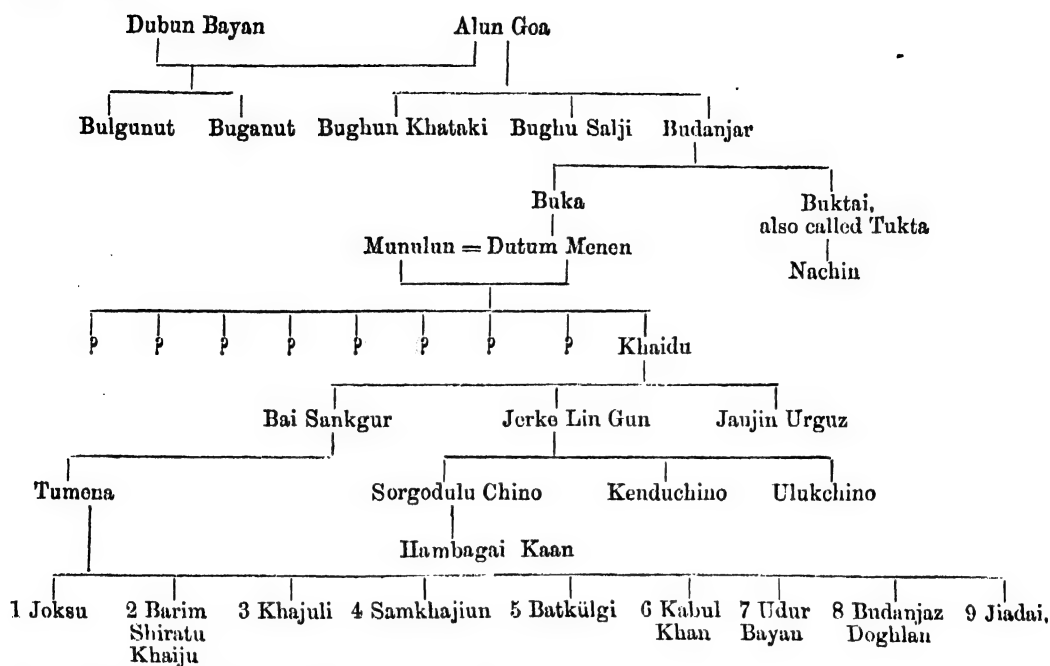 Dubun Bayan Alun Goa
Bulgunut Buganut Bughun Khataki Bughu Salji Budanjar
Buka Buktai,
also called Tukta
Munulun = Dutum Menen
Nachin
? ? ? ? ? ? ? ? Khaidu
Bai Sankgur Jerke Lin Gun Janjin Urguz
Tumena Sorgodulu Chino Kenduchino Ulukchino
Hambagai Kaan
1 Joksu 2 Barim 3 Khajuli 4 Samkhajiun 5 Batkülgi 6 Kabul 7 Udur 8 Budanjaz 9 Jiadai,
Shiratu Khan Bayan Doghlan
Khaiju